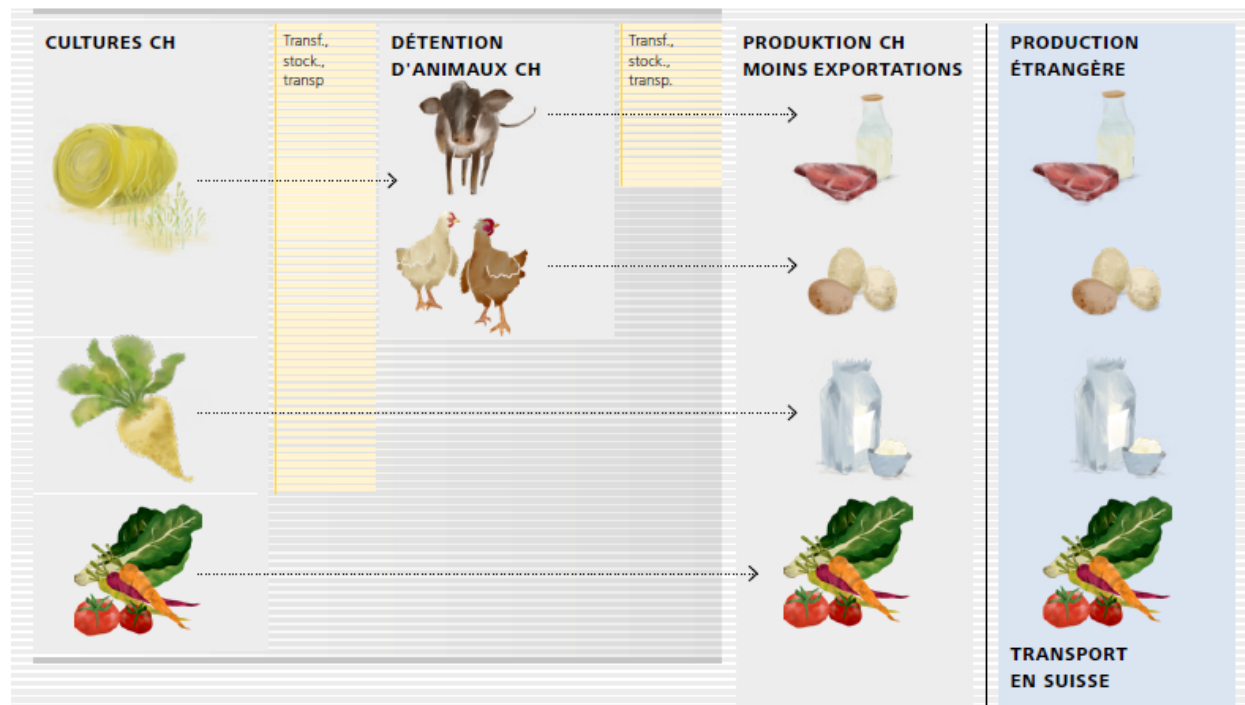 CULTURES CH
Transf.,
stock.,
transp
DÉTENTION
D'ANIMAUX CH
Transf.,
stock.,
transp.
PRODUKTION CH
MOINS EXPORTATIONS
PRODUCTION
ÉTRANGÈRE
TRANSPORT
EN SUISSE